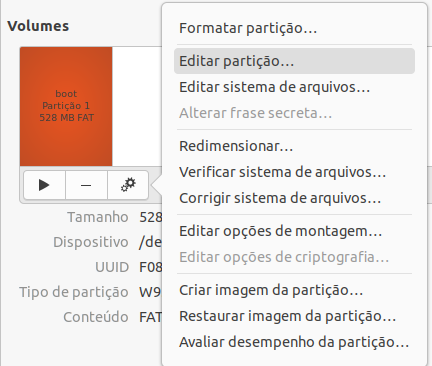 Volumes
boot
Partição 1
528 MB FAT
Tamanho 528
Dispositivo /de
UUID F08
Tipo de partição W9
Conteúdo FAT
Formatar partição…
Editar partição…
Editar sistema de arquivos…
Alterar frase secreta…
Redimensionar…
Verificar sistema de arquivos…
Corrigir sistema de arquivos…
Editar opções de montagem…
Editar opções de criptografia…
Criar imagem da partição…
Restaurar imagem da partição…
Avaliar desempenho da partição…